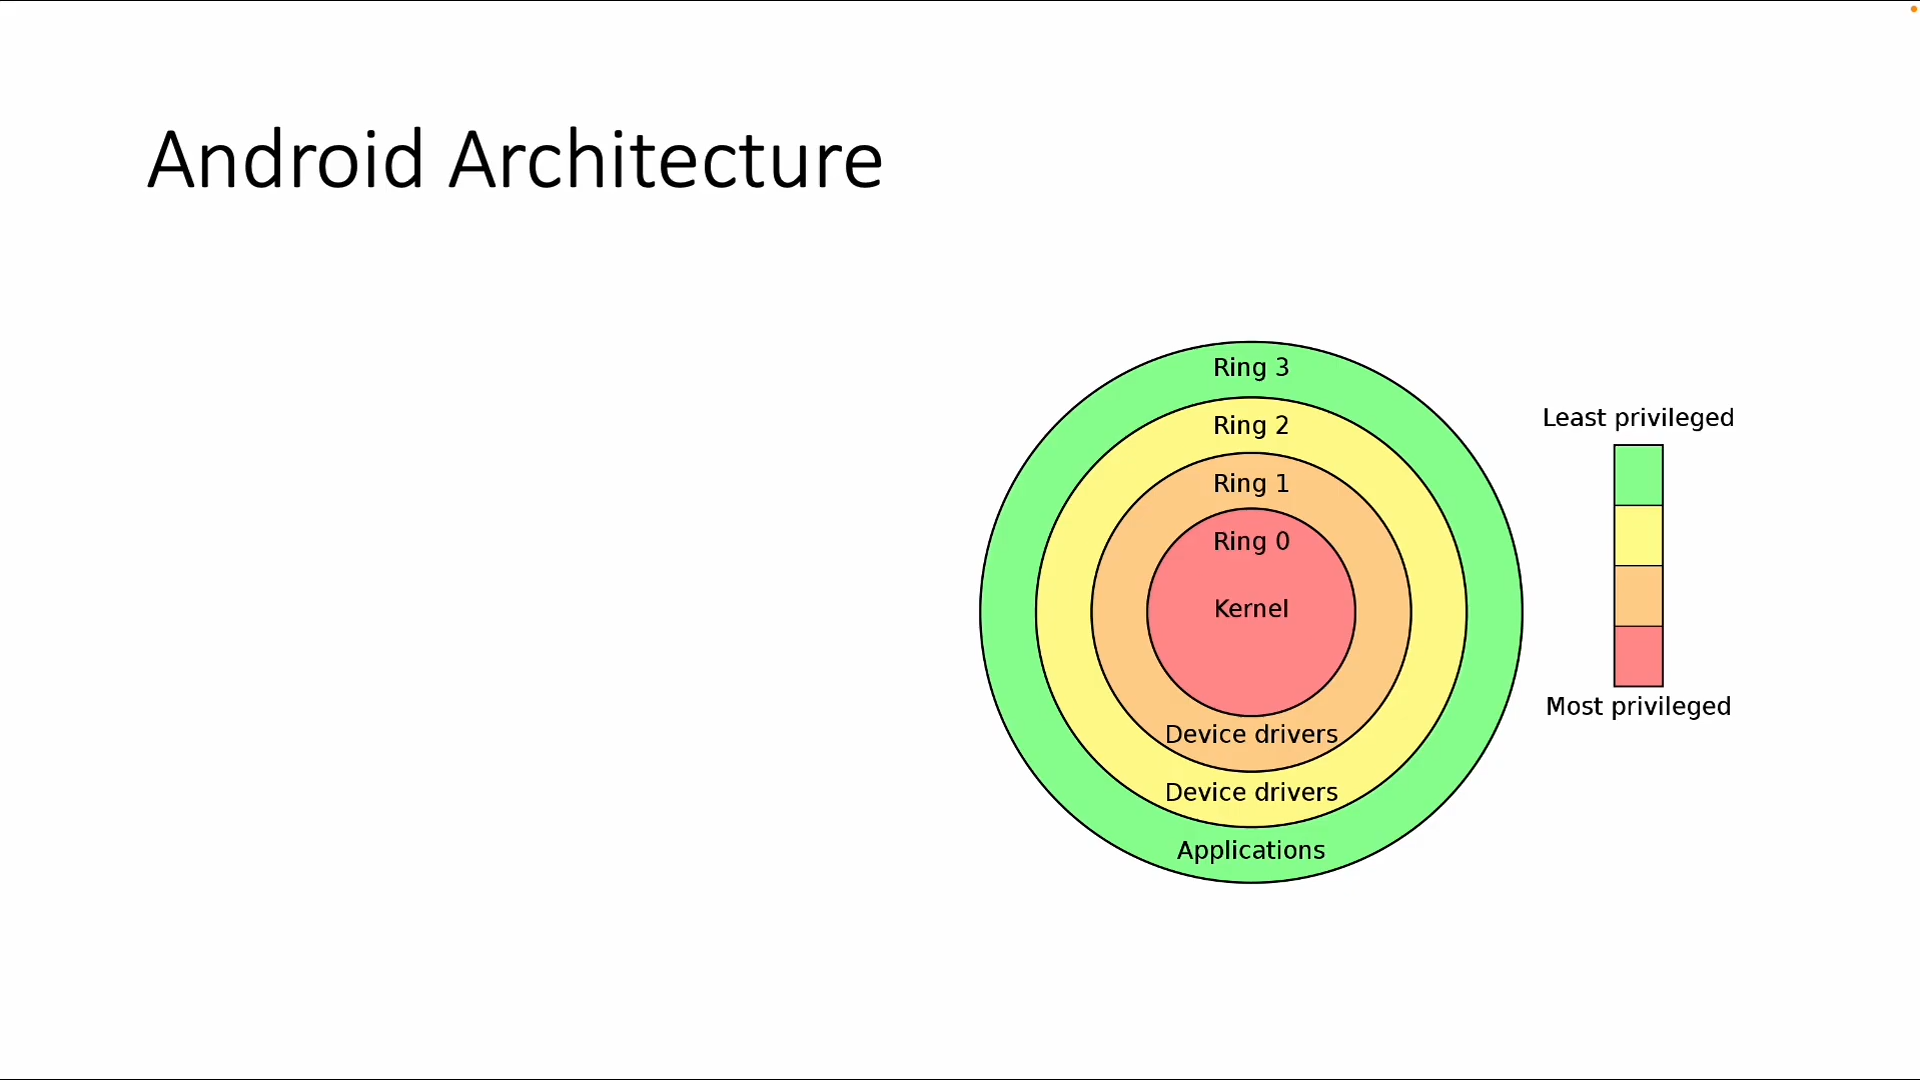 Android Architecture
Ring 3
Ring 2
Ring 1
Ring 0
Kernel
Device drivers
Device drivers
Applications
Least privileged
Most privileged